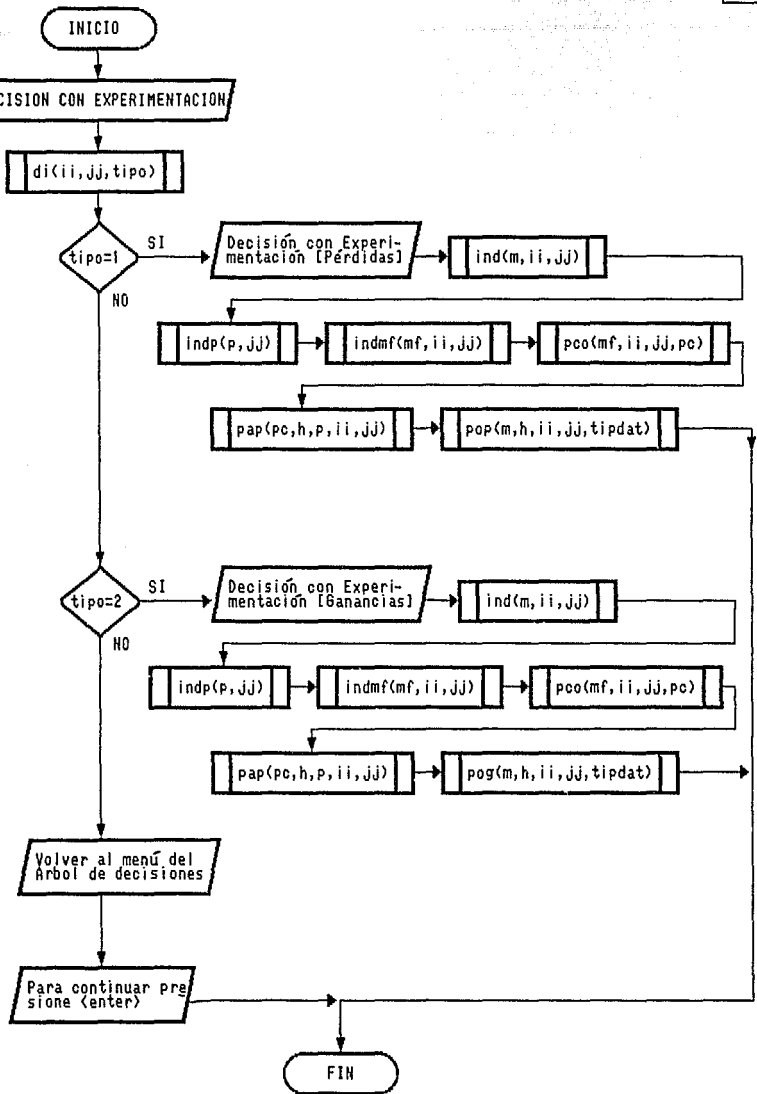 INICIO
CISION CON EXPERIMENTACION
di(ii,jj,tipo)
tipo=1
SI
NO
Decisión con Experi-
mentación [Pérdidas]
ind(m,ii,jj)
indp(p,jj)
indmf(mf,ii,jj)
pco(mf,ii,jj,pc)
pap(pc,h,p,ii,jj)
pop(m,h,ii,jj,tipdat)
tipo=2
SI
NO
Decisión con Experi-
mentación [Ganancias]
ind(m,ii,jj)
indp(p,jj)
indmf(mf,ii,jj)
pco(mf,ii,jj,pc)
pap(pc,h,p,ii,jj)
pog(m,h,ii,jj,tipdat)
Volver al menú del
Arbol de decisiones
Para continuar pre
sione <enter>
FIN